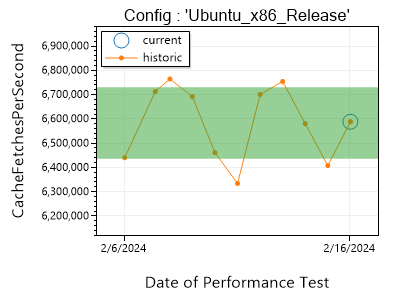 Config : 'Ubuntu_x86_Release'
current
historic
CacheFetchesPerSecond
6,900,000
6,800,000
6,700,000
6,600,000
6,500,000
6,400,000
6,300,000
6,200,000
2/6/2024
2/16/2024
Date of Performance Test